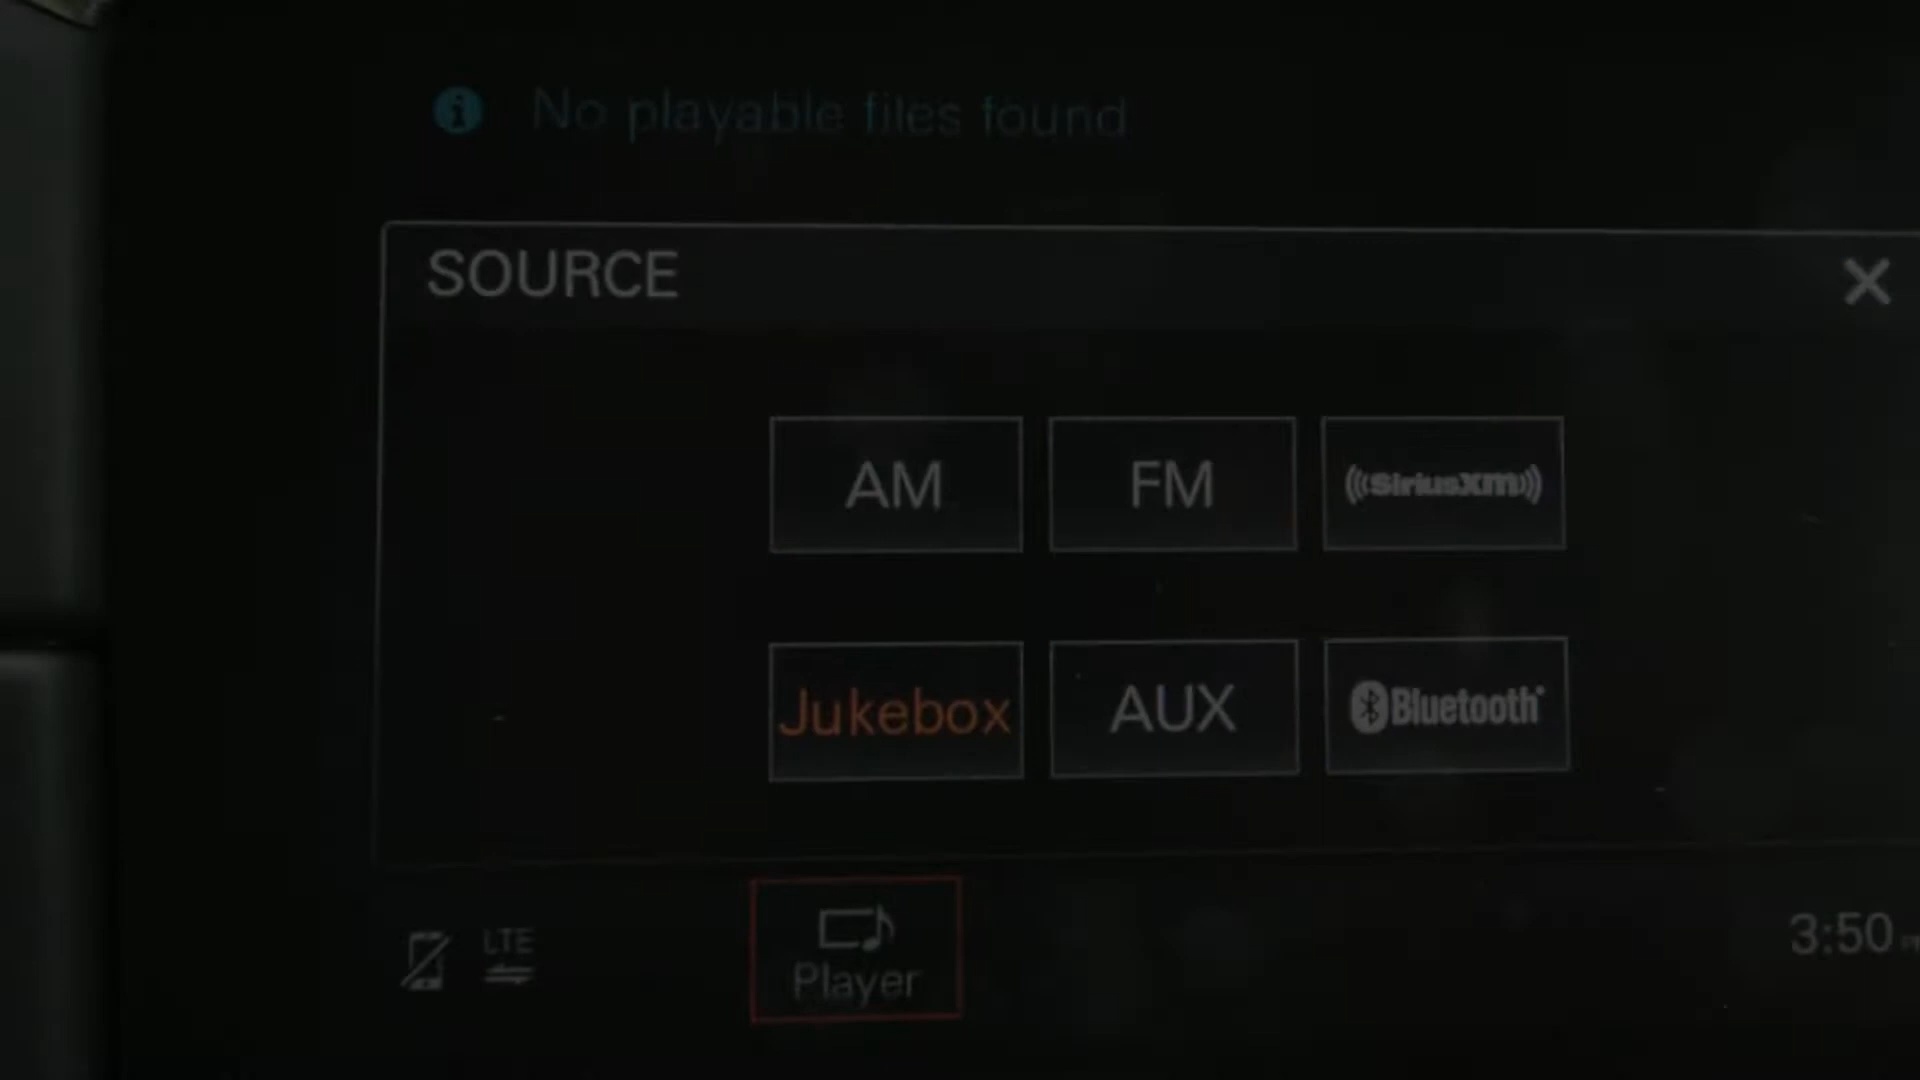 No playable files found
SOURCE
AM
FM
SiriusXM
Jukebox
AUX
Bluetooth
LTE
Player
3:50